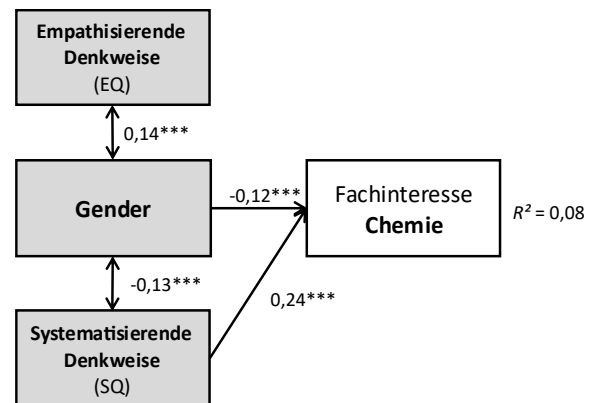 Empathisierende
Denkweise
(EQ)
0,14***
Gender
-0,12***
Fachinteresse
Chemie
R² = 0,08
-0,13***
0,24***
Systematisierende
Denkweise
(SQ)